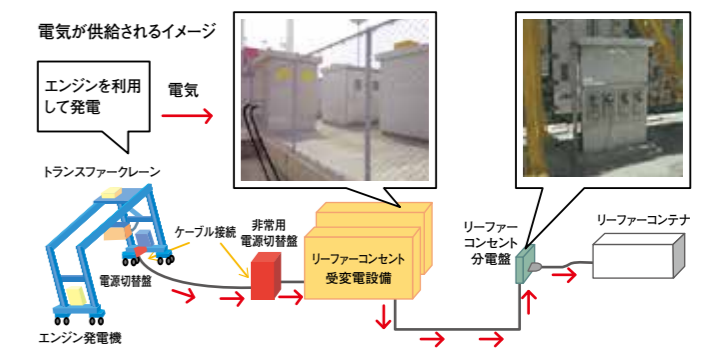 電気が供給されるイメージ
エンジンを利用
して発電
電気
トランスファークレーン
ケーブル接続
非常用
電源切替盤
リーファーコンセント
受変電設備
リーファー
コンセント
分電盤
リーファーコンテナ
電源切替盤
エンジン発電機